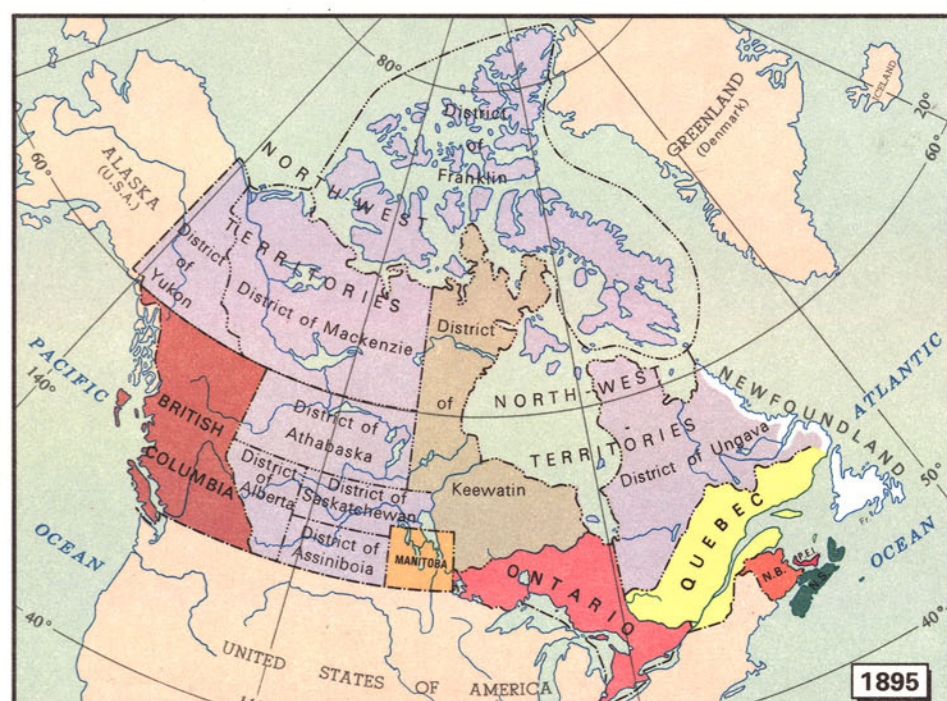 80°
20°
60°
60°
ICELAND
GREENLAND
(Denmark)
ALASKA
(U.S.A.)
District
of
Franklin
NORTH-WEST
TERRITORIES
District
of
Yukon
District of Mackenzie
District
of
Keewatin
PACIFIC
OCEAN
140°
NORTH-WEST
TERRITORIES
District of Ungava
NEWFOUNDLAND
ATLANTIC
OCEAN
50°
Fr.
BRITISH
COLUMBIA
District of
Athabaska
District
of
Alberta
District of
Saskatchewan
District of
Assiniboia
MANITOBA
ONTARIO
QUEBEC
P.E.I.
N.B.
N.S.
40°
40°
UNITED STATES OF AMERICA
1895